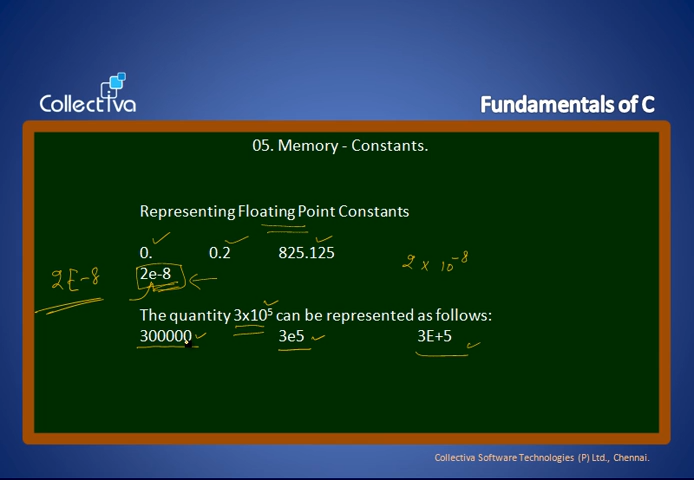 Collectiva
Fundamentals of C
05. Memory - Constants.
Representing Floating Point Constants
0. 0.2 825.125
2E-8 2e-8 2 x 10-8
The quantity 3x10⁵ can be represented as follows:
300000 3e5 3E+5
Collectiva Software Technologies (P) Ltd., Chennai.